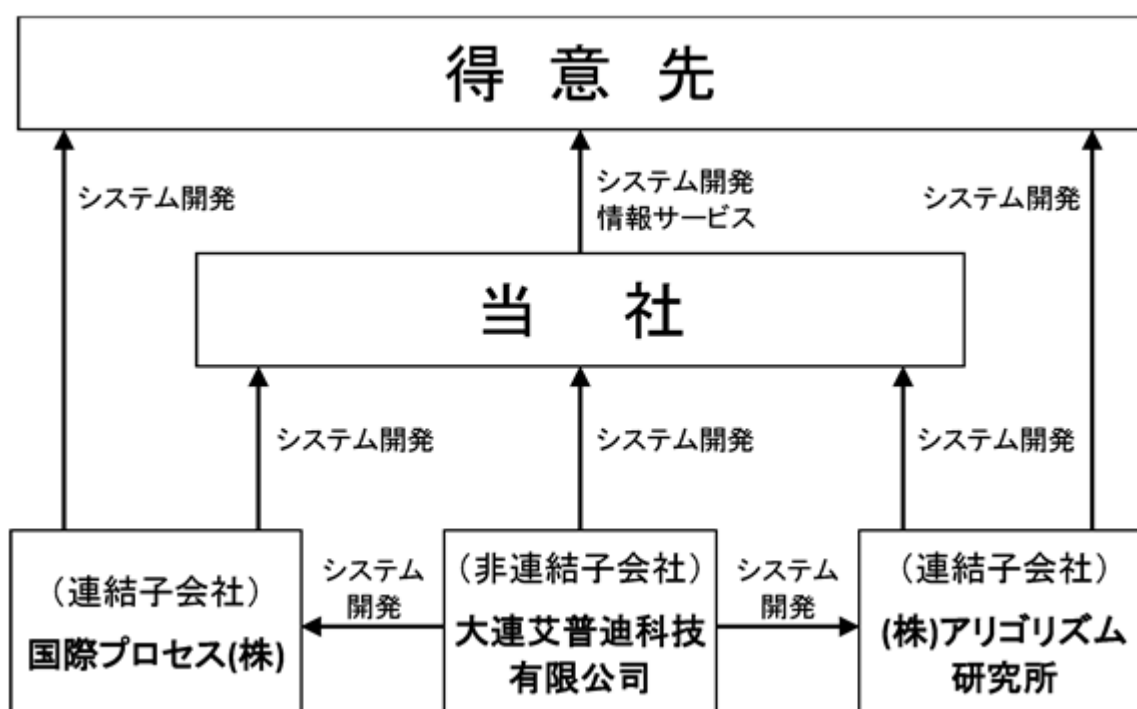 得 意 先
システム開発
システム開発
情報サービス
システム開発
当 社
システム開発
システム開発
システム開発
(連結子会社)
国際プロセス(株)
システム
開発
(非連結子会社)
大連艾普迪科技
有限公司
システム
開発
(連結子会社)
(株)アリゴリズム
研究所